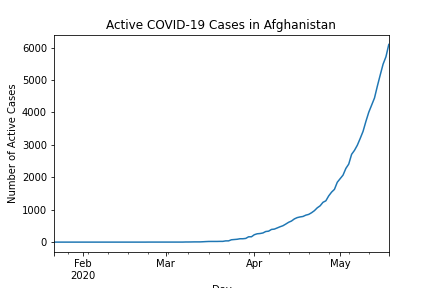 Active COVID-19 Cases in Afghanistan
6000
5000
4000
3000
2000
1000
0
Number of Active Cases
Feb
2020
Mar
Apr
May